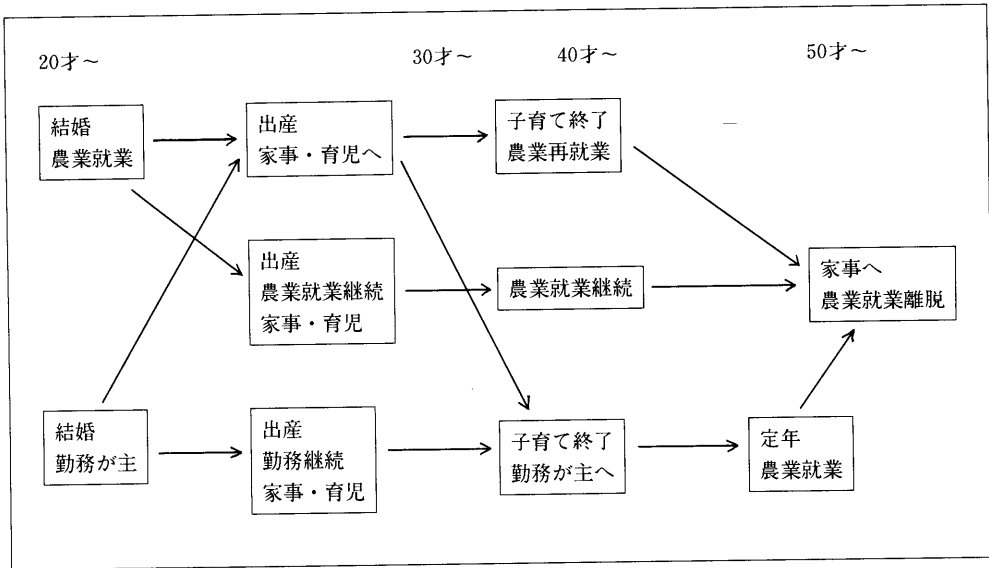 20才～ 30才～ 40才～ 50才～
結婚
農業就業
出産
家事・育児へ
子育て終了
農業再就業
出産
農業就業継続
家事・育児
農業就業継続
家事へ
農業就業離脱
結婚
勤務が主
出産
勤務継続
家事・育児
子育て終了
勤務が主へ
定年
農業就業